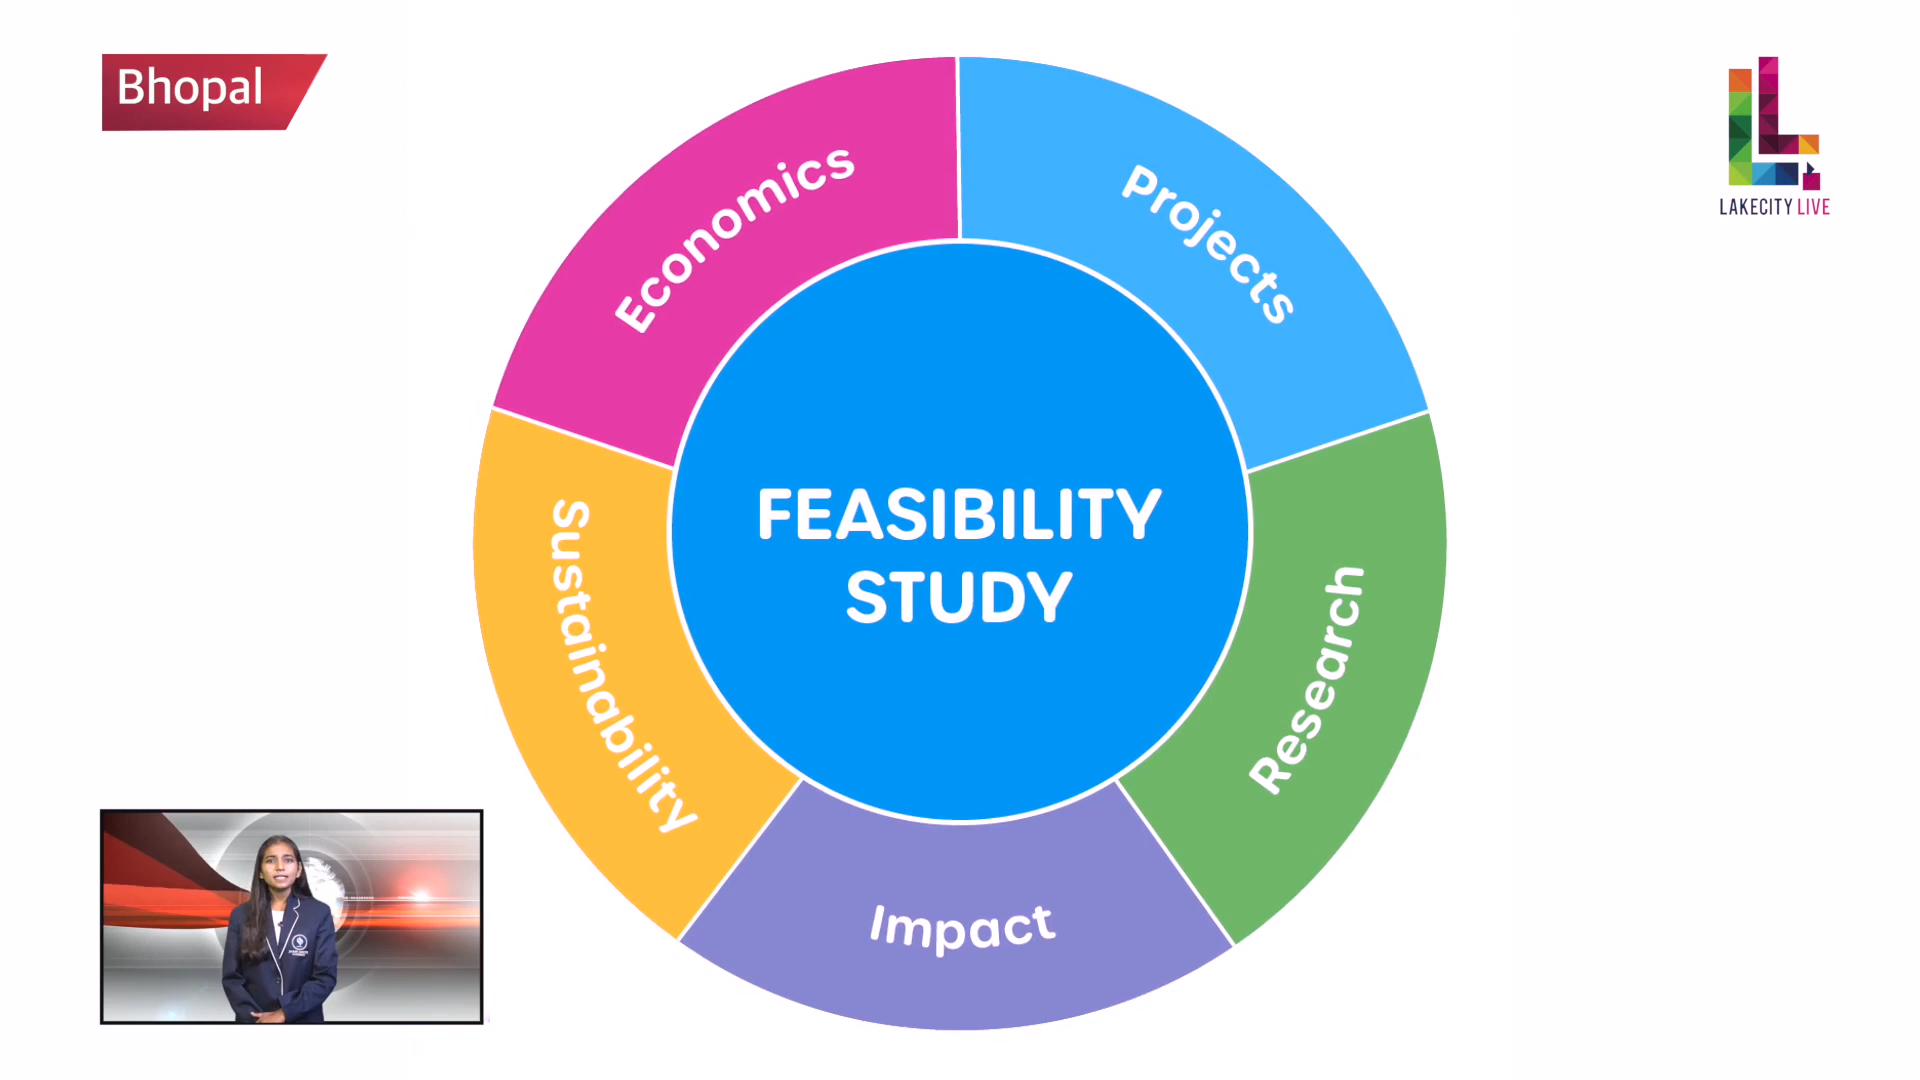 Bhopal
LAKECITY LIVE
Economics
Projects
FEASIBILITY
STUDY
Sustainability
Research
Impact